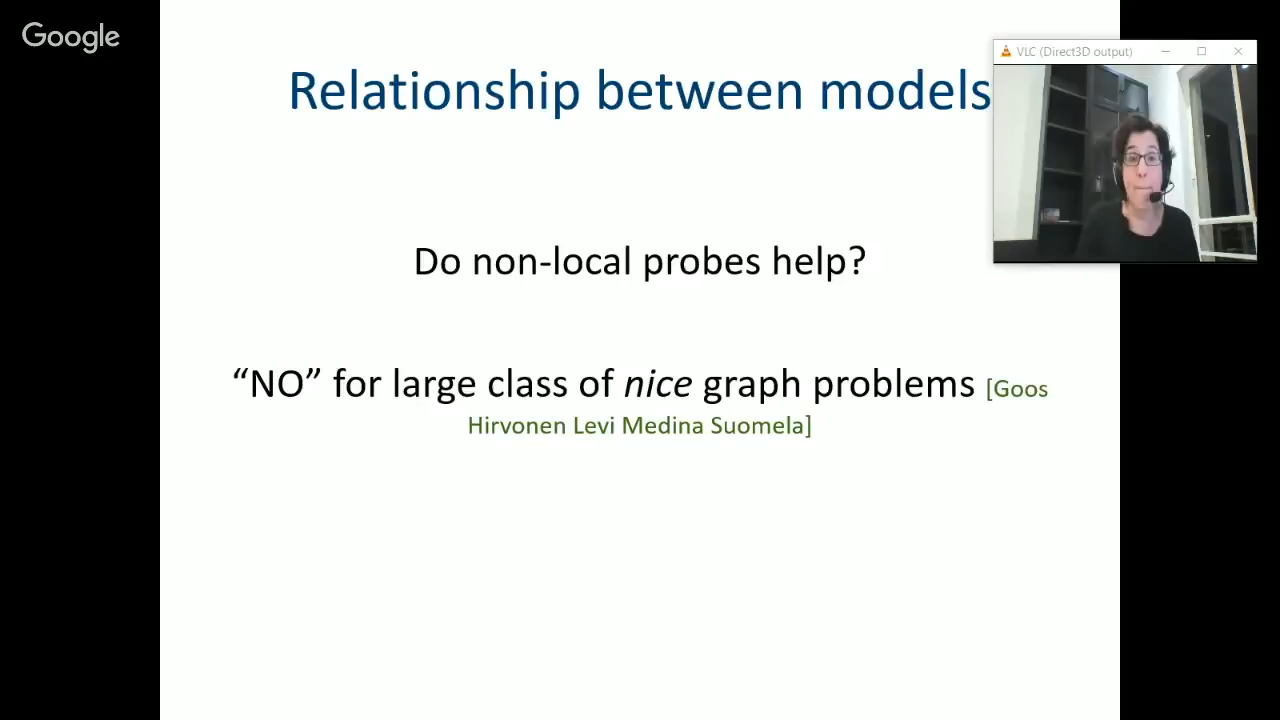 Google
Relationship between models
VLC (Direct3D output)
Do non-local probes help?
“NO” for large class of nice graph problems [Goos
Hirvonen Levi Medina Suomela]